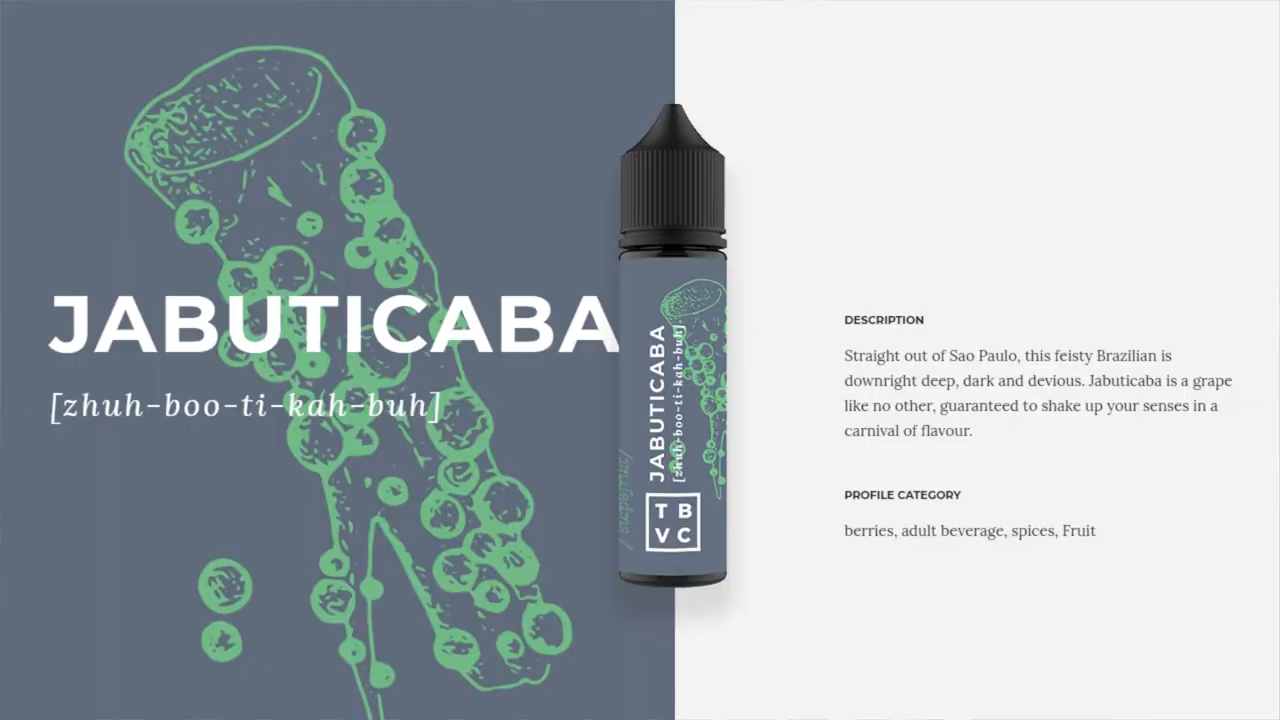 JABUTICABA
[zhuh-boo-ti-kah-buh]
JABUTICABA
[zhuh-boo-ti-kah-buh]
T B
V C
DESCRIPTION
Straight out of Sao Paulo, this feisty Brazilian is
downright deep, dark and devious. Jabuticaba is a grape
like no other, guaranteed to shake up your senses in a
carnival of flavour.
PROFILE CATEGORY
berries, adult beverage, spices, Fruit